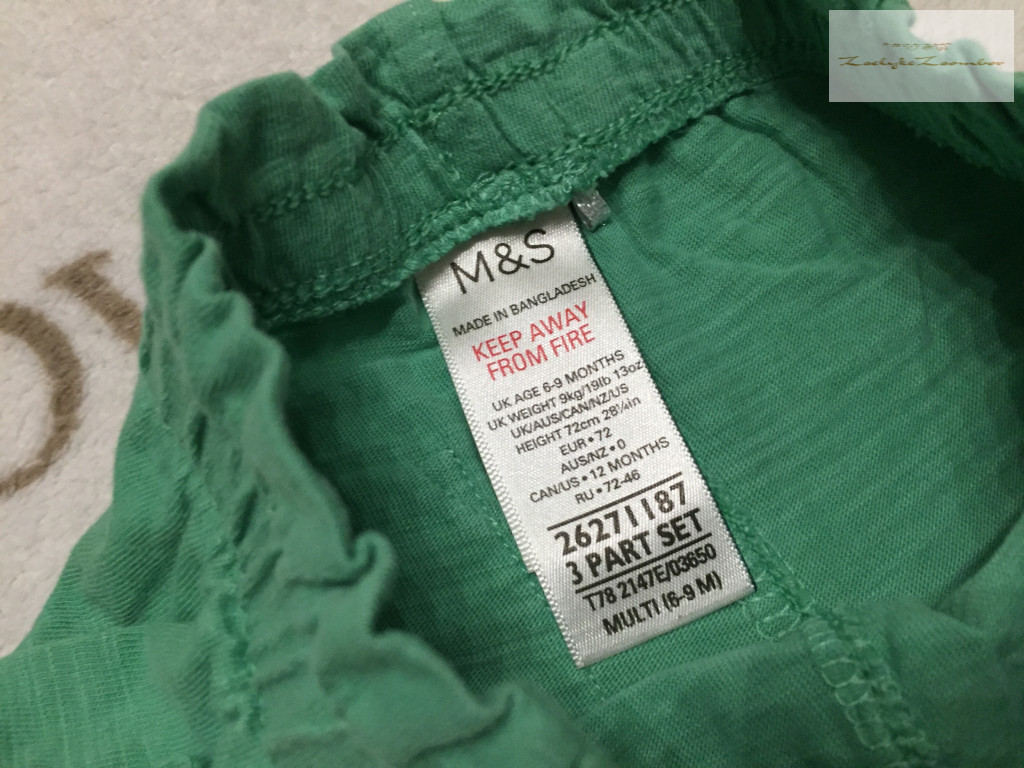 M&S
MADE IN BANGLADESH
KEEP AWAY
FROM FIRE
UK AGE 6-9 MONTHS
UK WEIGHT 9kg/19lb 13oz
UK/AUS/CAN/NZ/US
HEIGHT 72cm 28¼in
EUR•72
AUS/NZ•0
CAN/US•12 MONTHS
RU•72-46
26271187
3 PART SET
T78 2147E/03650
MULTI (6-9 M)